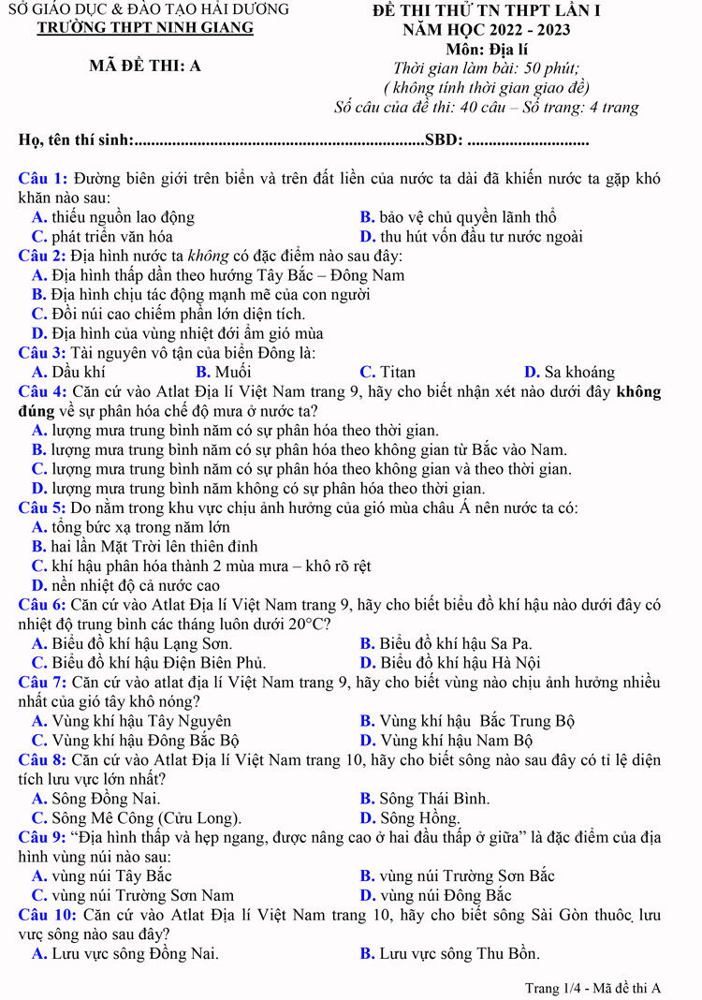 SỞ GIÁO DỤC & ĐÀO TẠO HẢI DƯƠNG
TRƯỜNG THPT NINH GIANG
MÃ ĐỀ THI: A
ĐỀ THI THỬ TN THPT LẦN I
NĂM HỌC 2022 - 2023
Môn: Địa lí
Thời gian làm bài: 50 phút;
( không tính thời gian giao đề)
Số câu của đề thi: 40 câu – Số trang: 4 trang
Họ, tên thí sinh:.....................................................................SBD: .............................
Câu 1: Đường biên giới trên biển và trên đất liền của nước ta dài đã khiến nước ta gặp khó
khăn nào sau:
A. thiếu nguồn lao động B. bảo vệ chủ quyền lãnh thổ
C. phát triển văn hóa D. thu hút vốn đầu tư nước ngoài
Câu 2: Địa hình nước ta không có đặc điểm nào sau đây:
A. Địa hình thấp dần theo hướng Tây Bắc – Đông Nam
B. Địa hình chịu tác động mạnh mẽ của con người
C. Đồi núi cao chiếm phần lớn diện tích.
D. Địa hình của vùng nhiệt đới ẩm gió mùa
Câu 3: Tài nguyên vô tận của biển Đông là:
A. Dầu khí B. Muối C. Titan D. Sa khoáng
Câu 4: Căn cứ vào Atlat Địa lí Việt Nam trang 9, hãy cho biết nhận xét nào dưới đây không
đúng về sự phân hóa chế độ mưa ở nước ta?
A. lượng mưa trung bình năm có sự phân hóa theo thời gian.
B. lượng mưa trung bình năm có sự phân hóa theo không gian từ Bắc vào Nam.
C. lượng mưa trung bình năm có sự phân hóa theo không gian và theo thời gian.
D. lượng mưa trung bình năm không có sự phân hóa theo thời gian.
Câu 5: Do nằm trong khu vực chịu ảnh hưởng của gió mùa châu Á nên nước ta có:
A. tổng bức xạ trong năm lớn
B. hai lần Mặt Trời lên thiên đỉnh
C. khí hậu phân hóa thành 2 mùa mưa – khô rõ rệt
D. nền nhiệt độ cả nước cao
Câu 6: Căn cứ vào Atlat Địa lí Việt Nam trang 9, hãy cho biết biểu đồ khí hậu nào dưới đây có
nhiệt độ trung bình các tháng luôn dưới 20°C?
A. Biểu đồ khí hậu Lạng Sơn. B. Biểu đồ khí hậu Sa Pa.
C. Biểu đồ khí hậu Điện Biên Phủ. D. Biểu đồ khí hậu Hà Nội
Câu 7: Căn cứ vào atlat địa lí Việt Nam trang 9, hãy cho biết vùng nào chịu ảnh hưởng nhiều
nhất của gió tây khô nóng?
A. Vùng khí hậu Tây Nguyên B. Vùng khí hậu Bắc Trung Bộ
C. Vùng khí hậu Đông Bắc Bộ D. Vùng khí hậu Nam Bộ
Câu 8: Căn cứ vào Atlat Địa lí Việt Nam trang 10, hãy cho biết sông nào sau đây có tỉ lệ diện
tích lưu vực lớn nhất?
A. Sông Đồng Nai. B. Sông Thái Bình.
C. Sông Mê Công (Cửu Long). D. Sông Hồng.
Câu 9: “Địa hình thấp và hẹp ngang, được nâng cao ở hai đầu thấp ở giữa” là đặc điểm của địa
hình vùng núi nào sau:
A. vùng núi Tây Bắc B. vùng núi Trường Sơn Bắc
C. vùng núi Trường Sơn Nam D. vùng núi Đông Bắc
Câu 10: Căn cứ vào Atlat Địa lí Việt Nam trang 10, hãy cho biết sông Sài Gòn thuộc lưu
vực sông nào sau đây?
A. Lưu vực sông Đồng Nai. B. Lưu vực sông Thu Bồn.
Trang 1/4 - Mã đề thi A